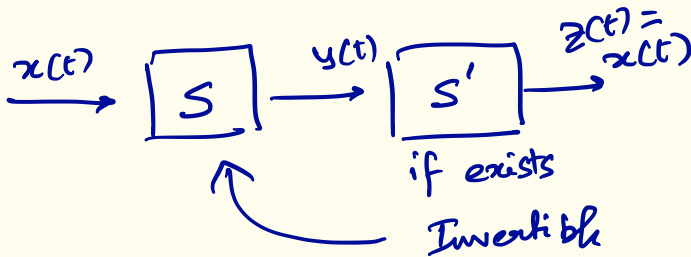 x(t)
S
y(t)
S'
z(t) =
x(t)
if exists
Invertible